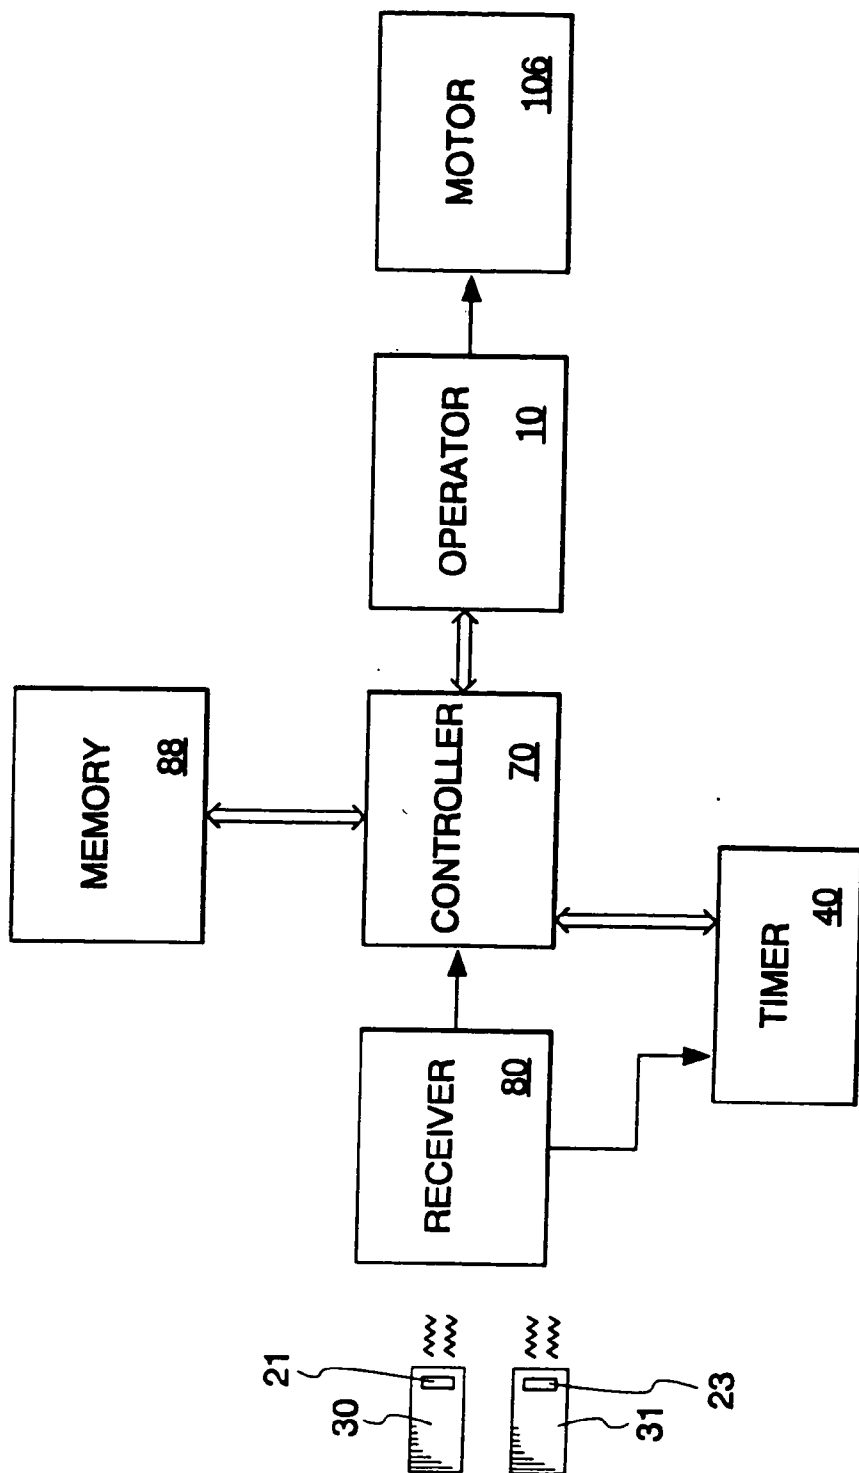 MEMORY
88
21
30
RECEIVER
80
CONTROLLER
70
OPERATOR
10
MOTOR
106
31
23
TIMER
40